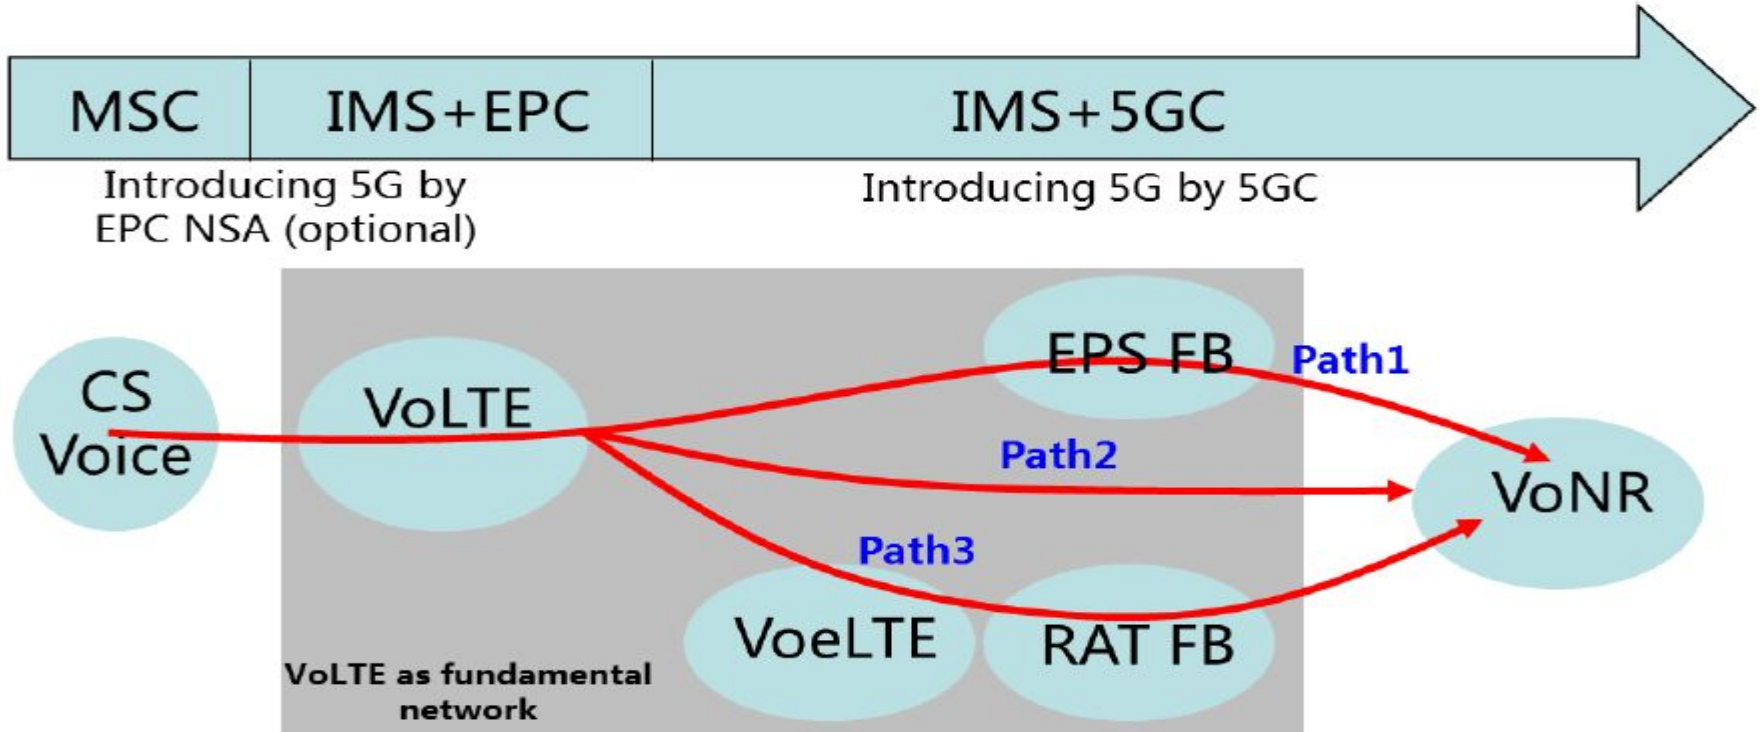 MSC
IMS+EPC
IMS+5GC
Introducing 5G by
EPC NSA (optional)
Introducing 5G by 5GC
EPS FB
Path1
CS
Voice
VoLTE
Path2
VoNR
Path3
VoeLTE
RAT FB
VoLTE as fundamental
network